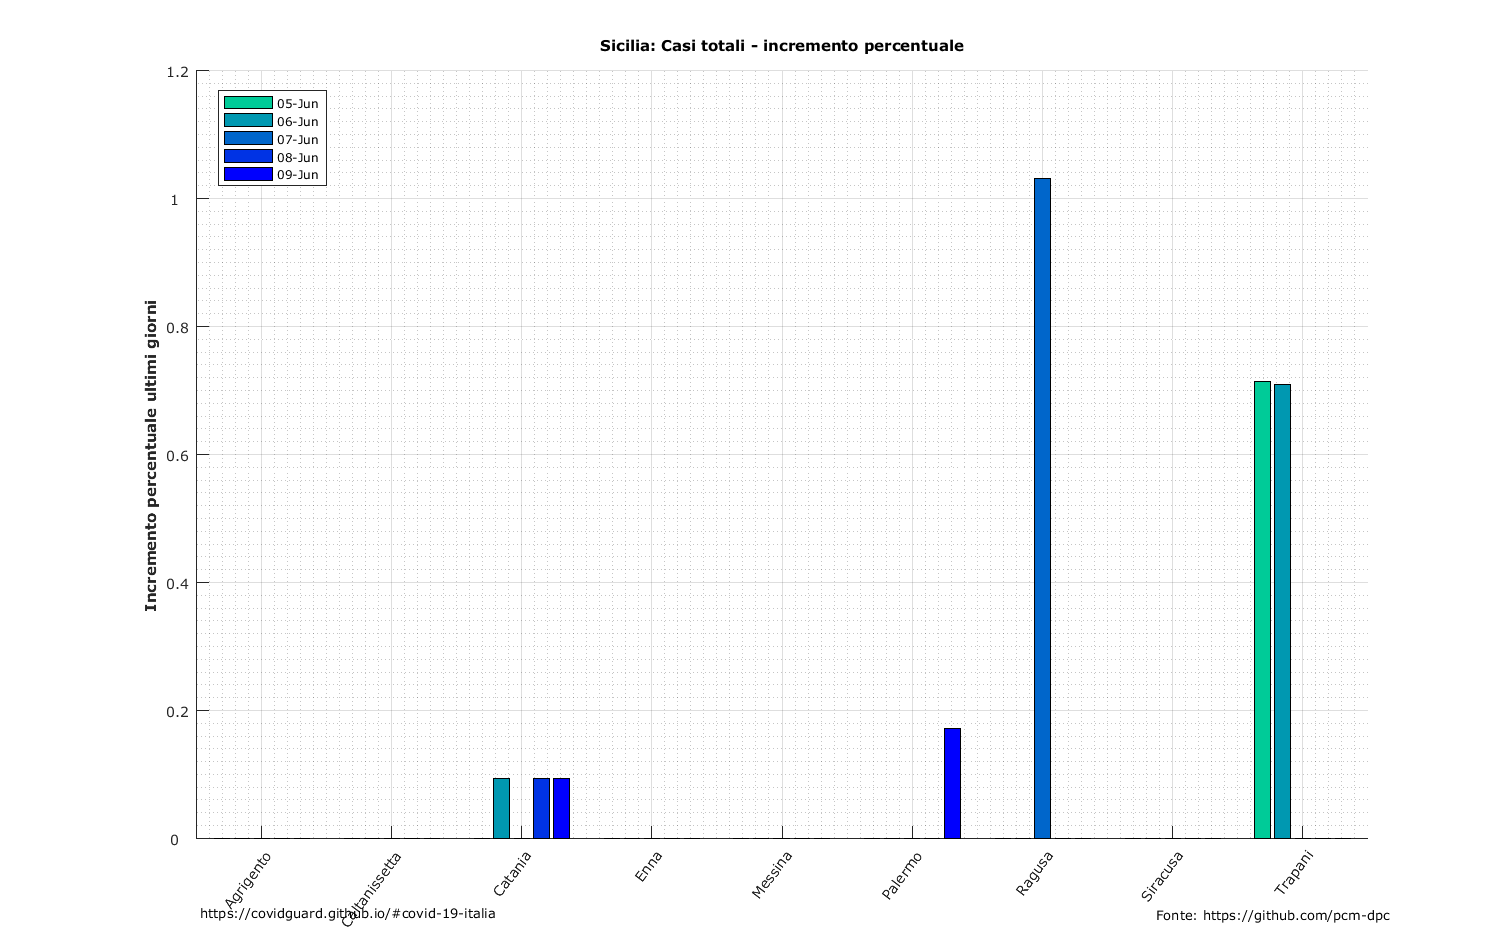 Sicilia: Casi totali - incremento percentuale
1.2
1
0.8
0.6
0.4
0.2
0
Incremento percentuale ultimi giorni
05-Jun
06-Jun
07-Jun
08-Jun
09-Jun
Agrigento
Caltanissetta
Catania
Enna
Messina
Palermo
Ragusa
Siracusa
Trapani
https://covidguard.github.io/#covid-19-italia
Fonte: https://github.com/pcm-dpc